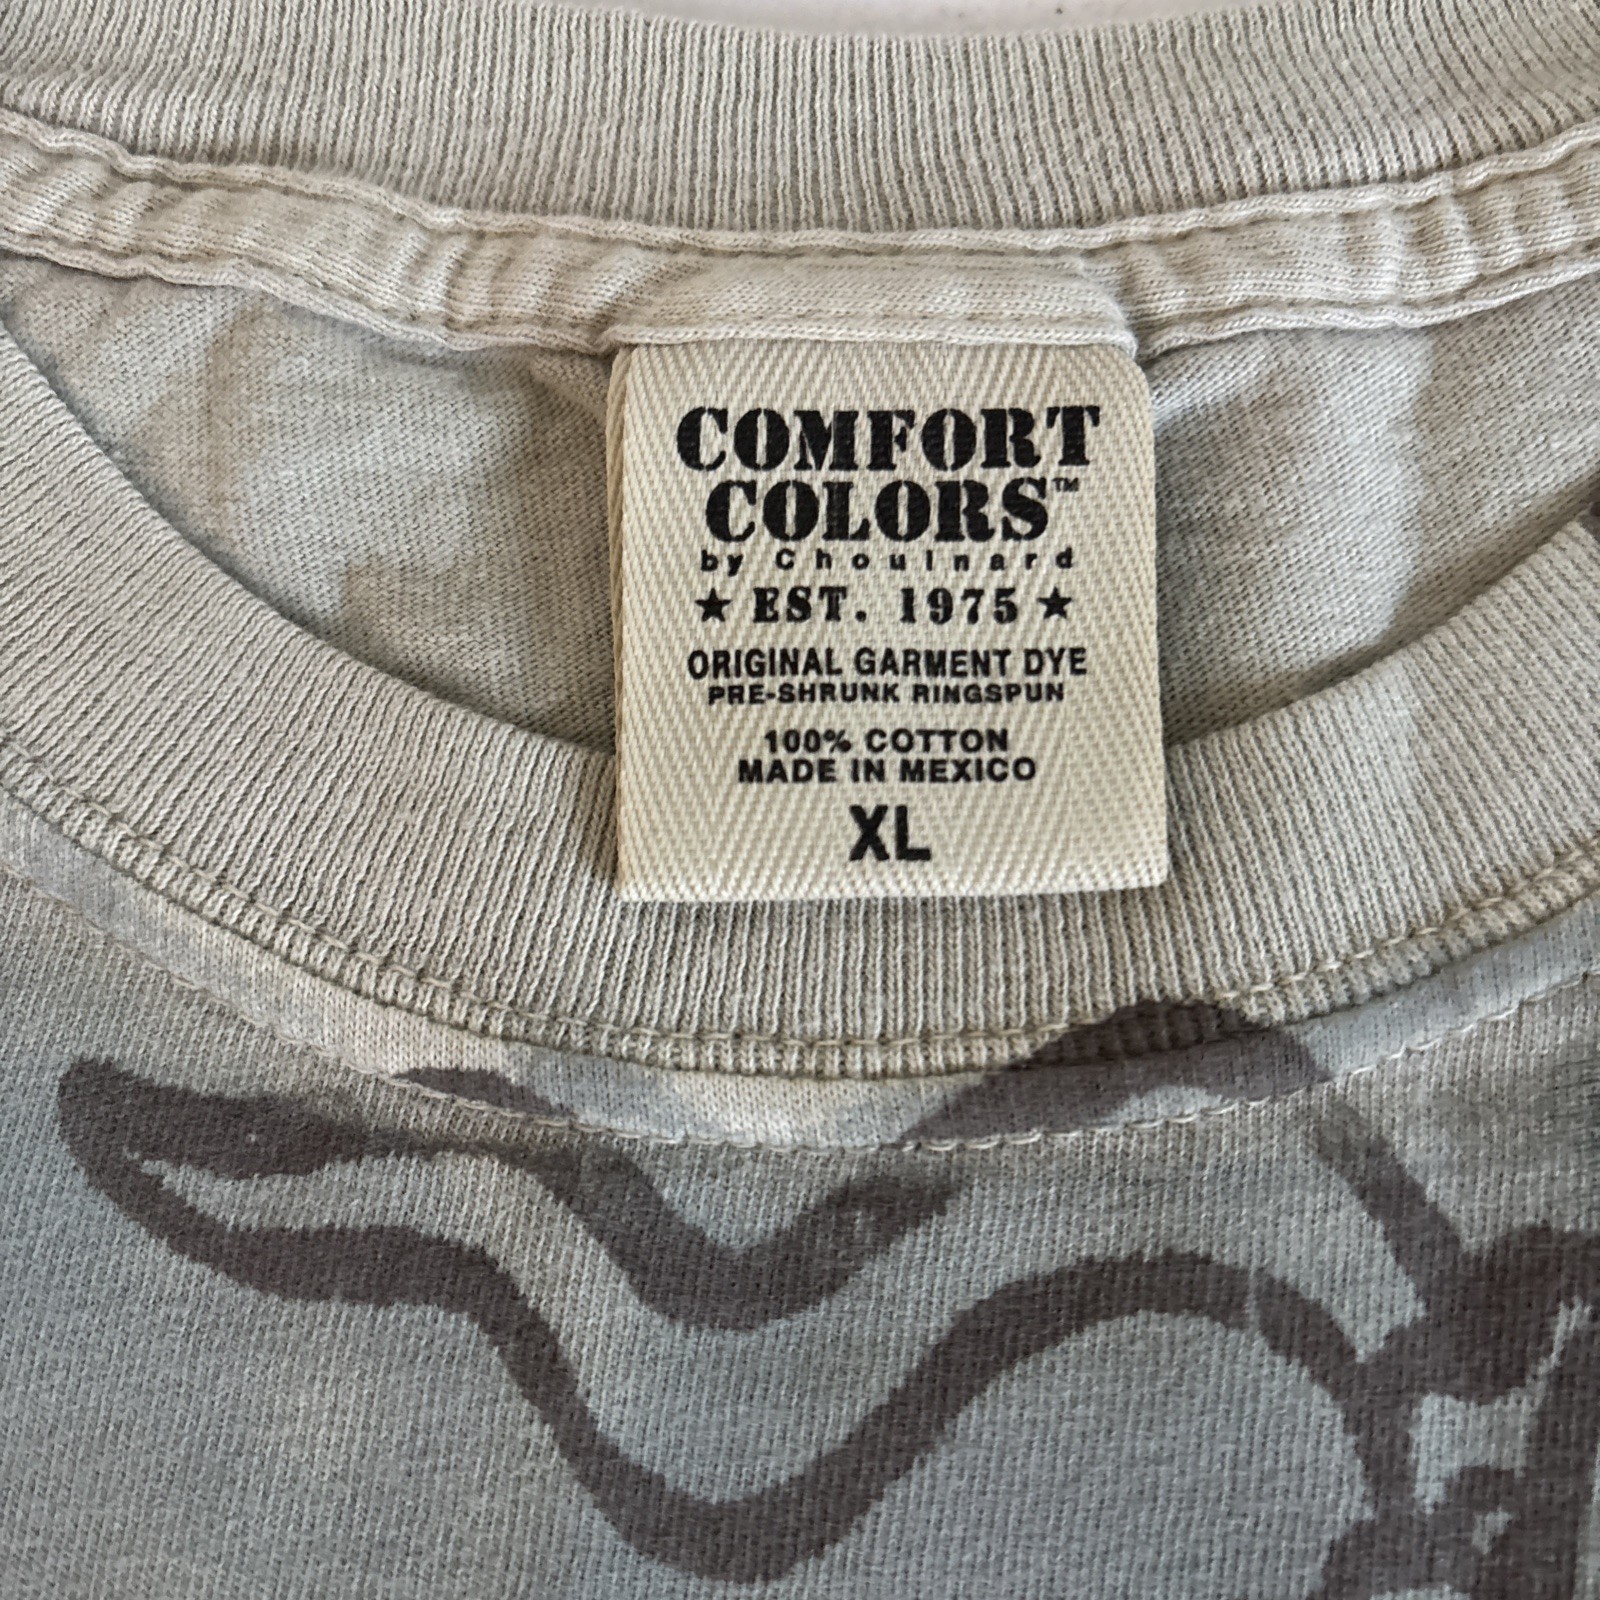 COMFORT
COLORS™
by Chouinard
★ EST. 1975 ★
ORIGINAL GARMENT DYE
PRE-SHRUNK RINGSPUN
100% COTTON
MADE IN MEXICO
XL